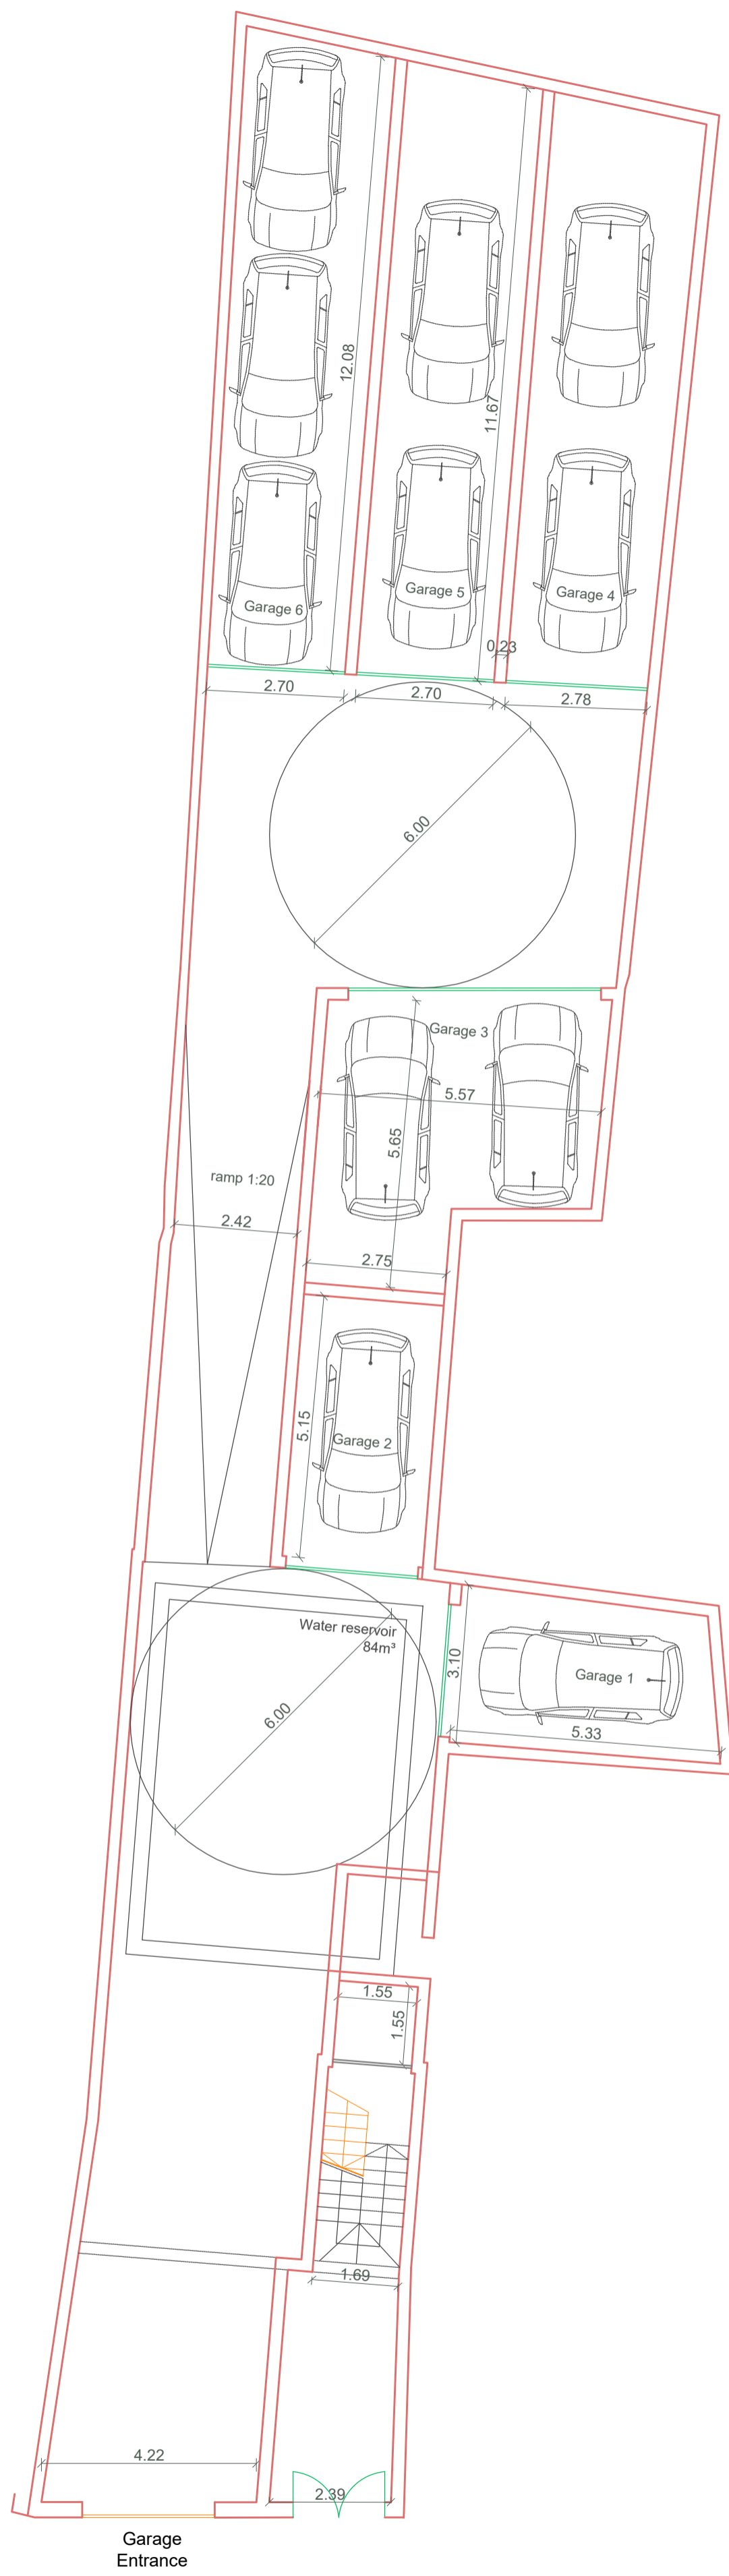 12.08
11.67
Garage 6
Garage 5
Garage 4
0.23
2.70
2.70
2.78
6.00
Garage 3
5.57
5.65
ramp 1:20
2.42
2.75
5.15
Garage 2
Water reservoir
84m³
3.10
Garage 1
6.00
5.33
1.55
1.55
1.69
4.22
2.39
Garage
Entrance